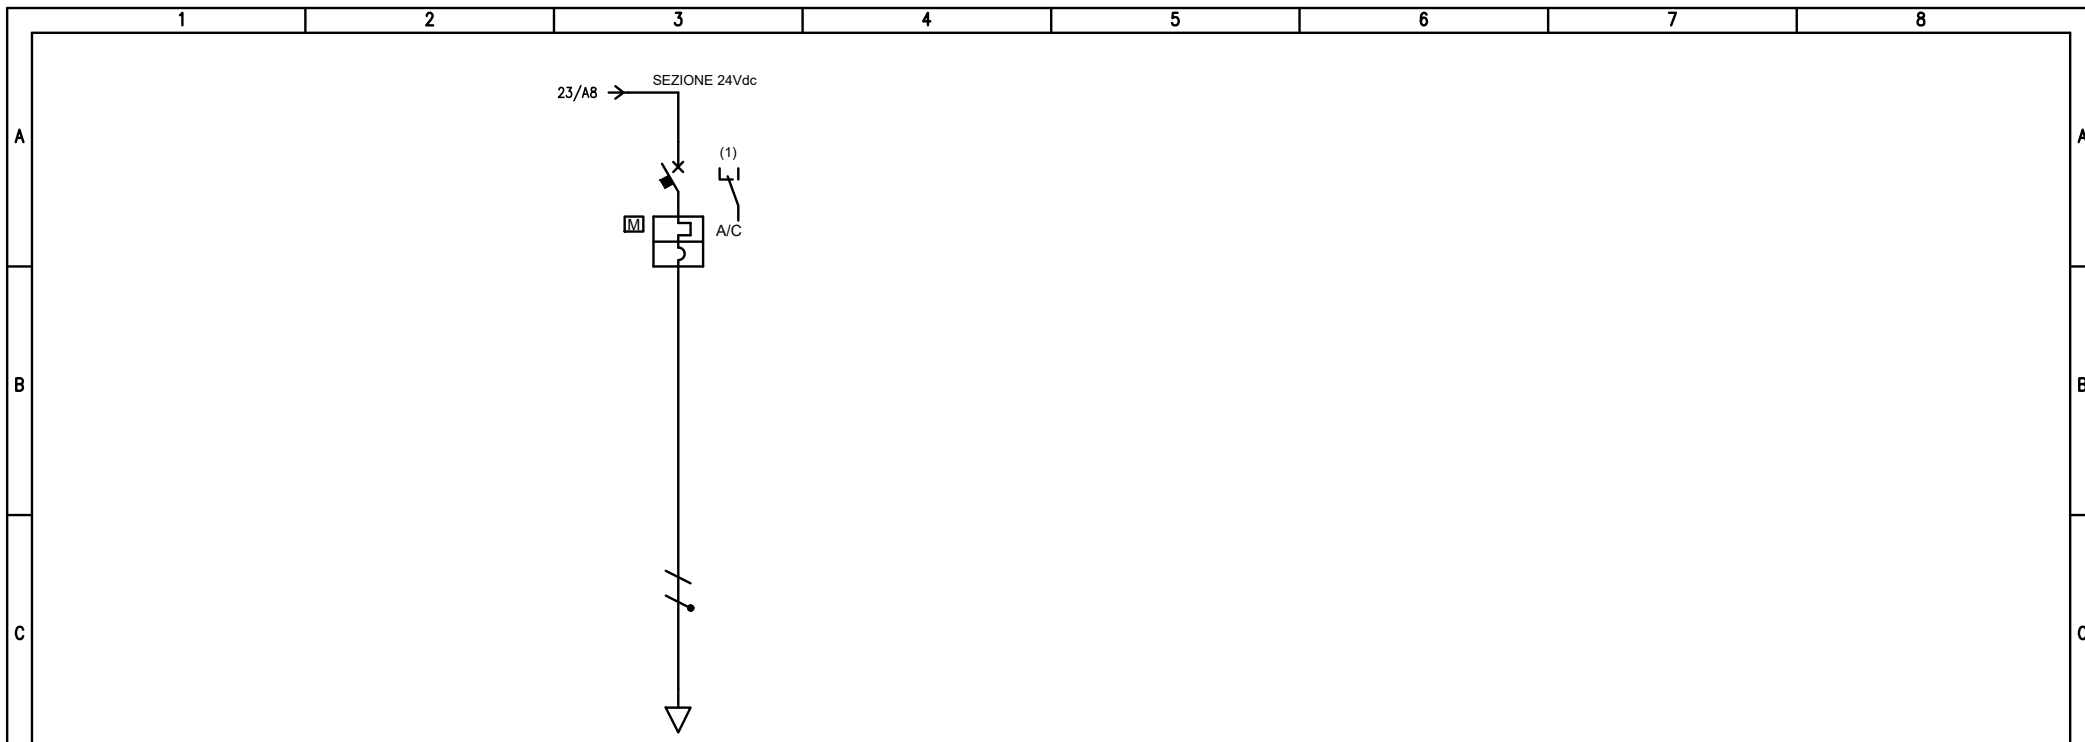 1 2 3 4 5 6 7 8
SEZIONE 24Vdc
23/A8
A A
(1)
M
A/C
B B
C C